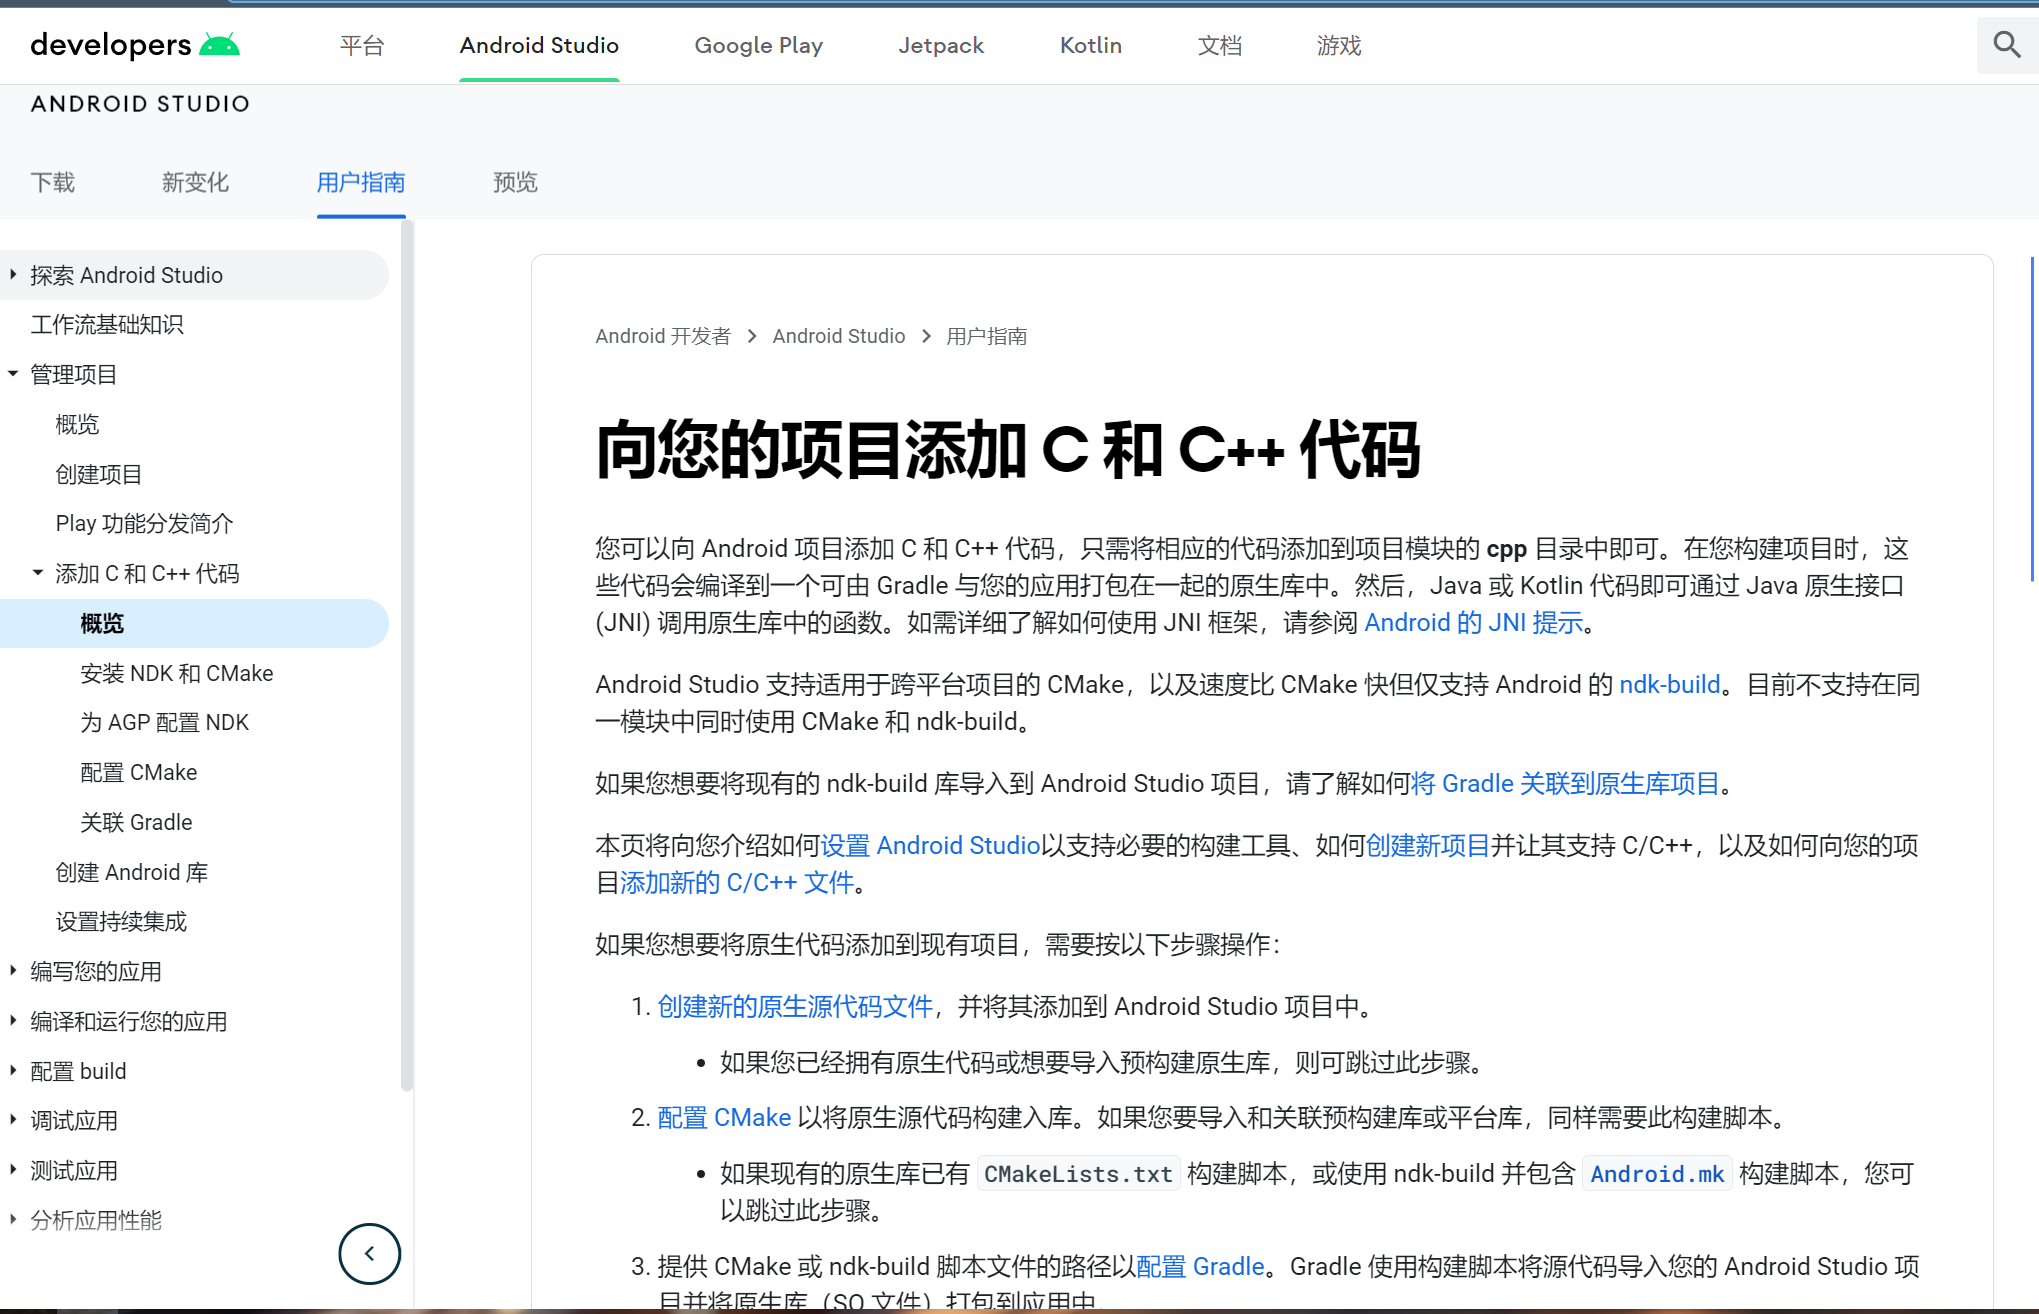 developers
平台
Android Studio
Google Play
Jetpack
Kotlin
文档
游戏
ANDROID STUDIO
下载
新变化
用户指南
预览
探索 Android Studio
工作流基础知识
管理项目
概览
创建项目
Play 功能分发简介
添加 C 和 C++ 代码
概览
安装 NDK 和 CMake
为 AGP 配置 NDK
配置 CMake
关联 Gradle
创建 Android 库
设置持续集成
编写您的应用
编译和运行您的应用
配置 build
调试应用
测试应用
分析应用性能
Android 开发者 > Android Studio > 用户指南
向您的项目添加 C 和 C++ 代码
您可以向 Android 项目添加 C 和 C++ 代码，只需将相应的代码添加到项目模块的 cpp 目录中即可。在您构建项目时，这
些代码会编译到一个可由 Gradle 与您的应用打包在一起的原生库中。然后，Java 或 Kotlin 代码即可通过 Java 原生接口
(JNI) 调用原生库中的函数。如需详细了解如何使用 JNI 框架，请参阅 Android 的 JNI 提示。
Android Studio 支持适用于跨平台项目的 CMake，以及速度比 CMake 快但仅支持 Android 的 ndk-build。目前不支持在同
一模块中同时使用 CMake 和 ndk-build。
如果您想要将现有的 ndk-build 库导入到 Android Studio 项目，请了解如何将 Gradle 关联到原生库项目。
本页将向您介绍如何设置 Android Studio以支持必要的构建工具、如何创建新项目并让其支持 C/C++，以及如何向您的项
目添加新的 C/C++ 文件。
如果您想要将原生代码添加到现有项目，需要按以下步骤操作：
1. 创建新的原生源代码文件，并将其添加到 Android Studio 项目中。
• 如果您已经拥有原生代码或想要导入预构建原生库，则可跳过此步骤。
2. 配置 CMake 以将原生源代码构建入库。如果您要导入和关联预构建库或平台库，同样需要此构建脚本。
• 如果现有的原生库已有 CMakeLists.txt 构建脚本，或使用 ndk-build 并包含 Android.mk 构建脚本，您可
以跳过此步骤。
3. 提供 CMake 或 ndk-build 脚本文件的路径以配置 Gradle。Gradle 使用构建脚本将源代码导入您的 Android Studio 项
目并将原生库（SO 文件）打包到应用中。